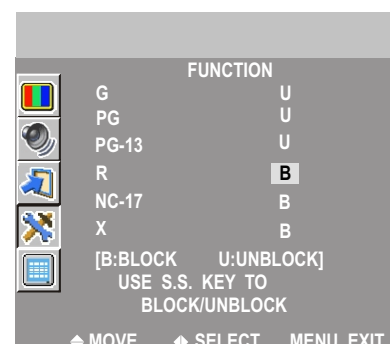 FUNCTION
G U
PG U
PG-13 U
R B
NC-17 B
X B
[B:BLOCK U:UNBLOCK]
USE S.S. KEY TO
BLOCK/UNBLOCK
MOVE SELECT MENU EXIT